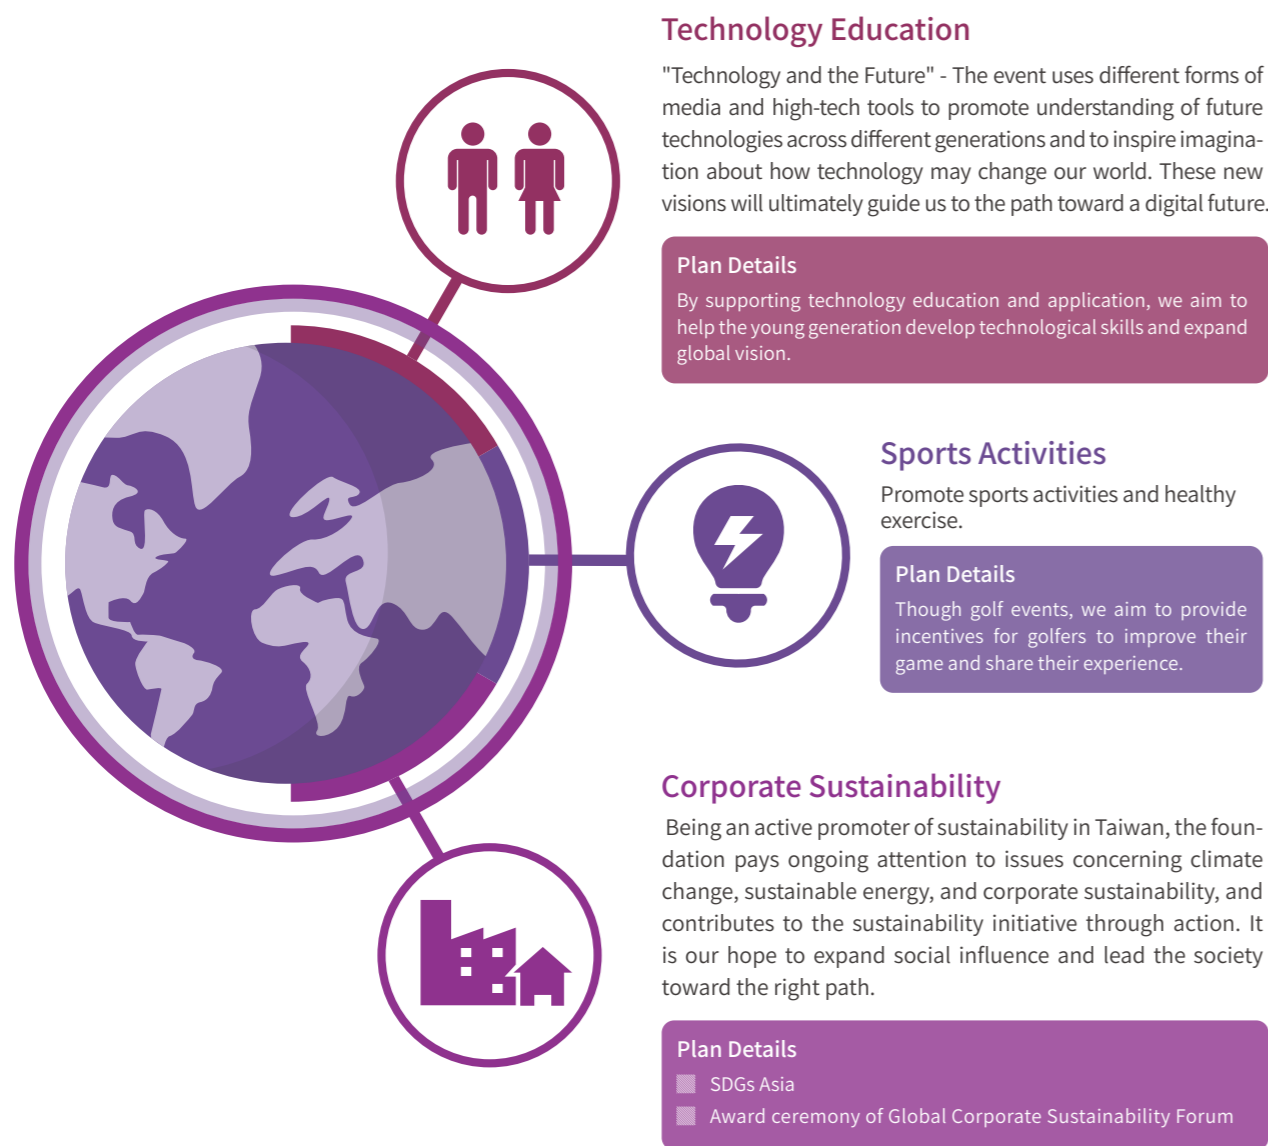 Technology Education
"Technology and the Future" - The event uses different forms of
media and high-tech tools to promote understanding of future
technologies across different generations and to inspire imagina-
tion about how technology may change our world. These new
visions will ultimately guide us to the path toward a digital future.
Plan Details
By supporting technology education and application, we aim to
help the young generation develop technological skills and expand
global vision.
Sports Activities
Promote sports activities and healthy
exercise.
Plan Details
Though golf events, we aim to provide
incentives for golfers to improve their
game and share their experience.
Corporate Sustainability
Being an active promoter of sustainability in Taiwan, the foun-
dation pays ongoing attention to issues concerning climate
change, sustainable energy, and corporate sustainability, and
contributes to the sustainability initiative through action. It
is our hope to expand social influence and lead the society
toward the right path.
Plan Details
SDGs Asia
Award ceremony of Global Corporate Sustainability Forum